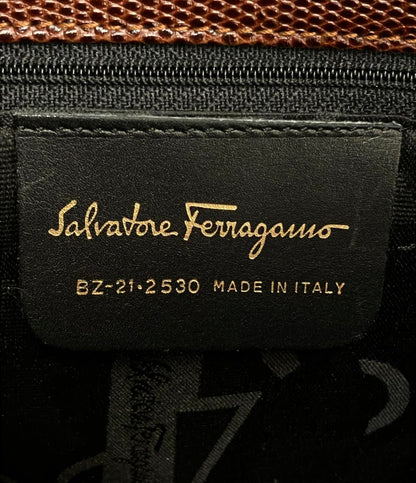 Salvatore Ferragamo
BZ-21•2530 MADE IN ITALY